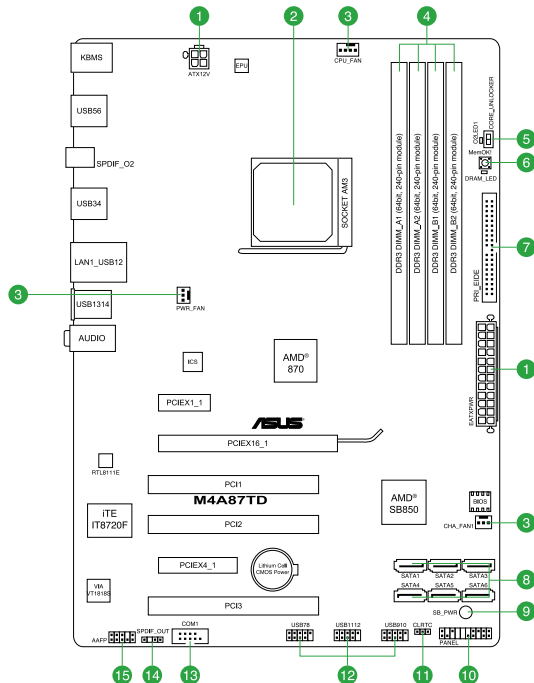 1
2
3
4
KBMS
ATX12V
EPU
CPU_FAN
USB56
CORE_UNLOCKER
O2LED1
5
MemOK!
6
DRAM_LED
SPDIF_O2
SOCKET AM3
DDR3 DIMM_A1 (64bit, 240-pin module)
DDR3 DIMM_A2 (64bit, 240-pin module)
DDR3 DIMM_B1 (64bit, 240-pin module)
DDR3 DIMM_B2 (64bit, 240-pin module)
USB34
PRI_EIDE
7
LAN1_USB12
3
PWR_FAN
USB1314
AUDIO
ICS
AMD®
870
EATXPWR
1
PCIEX1_1
ASUS
PCIEX16_1
RTL8111E
PCI1
M4A87TD
AMD®
SB850
BIOS
iTE
IT8720F
PCI2
CHA_FAN1
3
PCIEX4_1
Lithium Cell
CMOS Power
SATA1
SATA2
SATA3
8
VIA
VT1818S
SATA4
SATA5
SATA6
PCI3
SB_PWR
9
AAFP
SPDIF_OUT
COM1
USB78
USB1112
USB910
CLRTC
PANEL
15
14
13
12
11
10